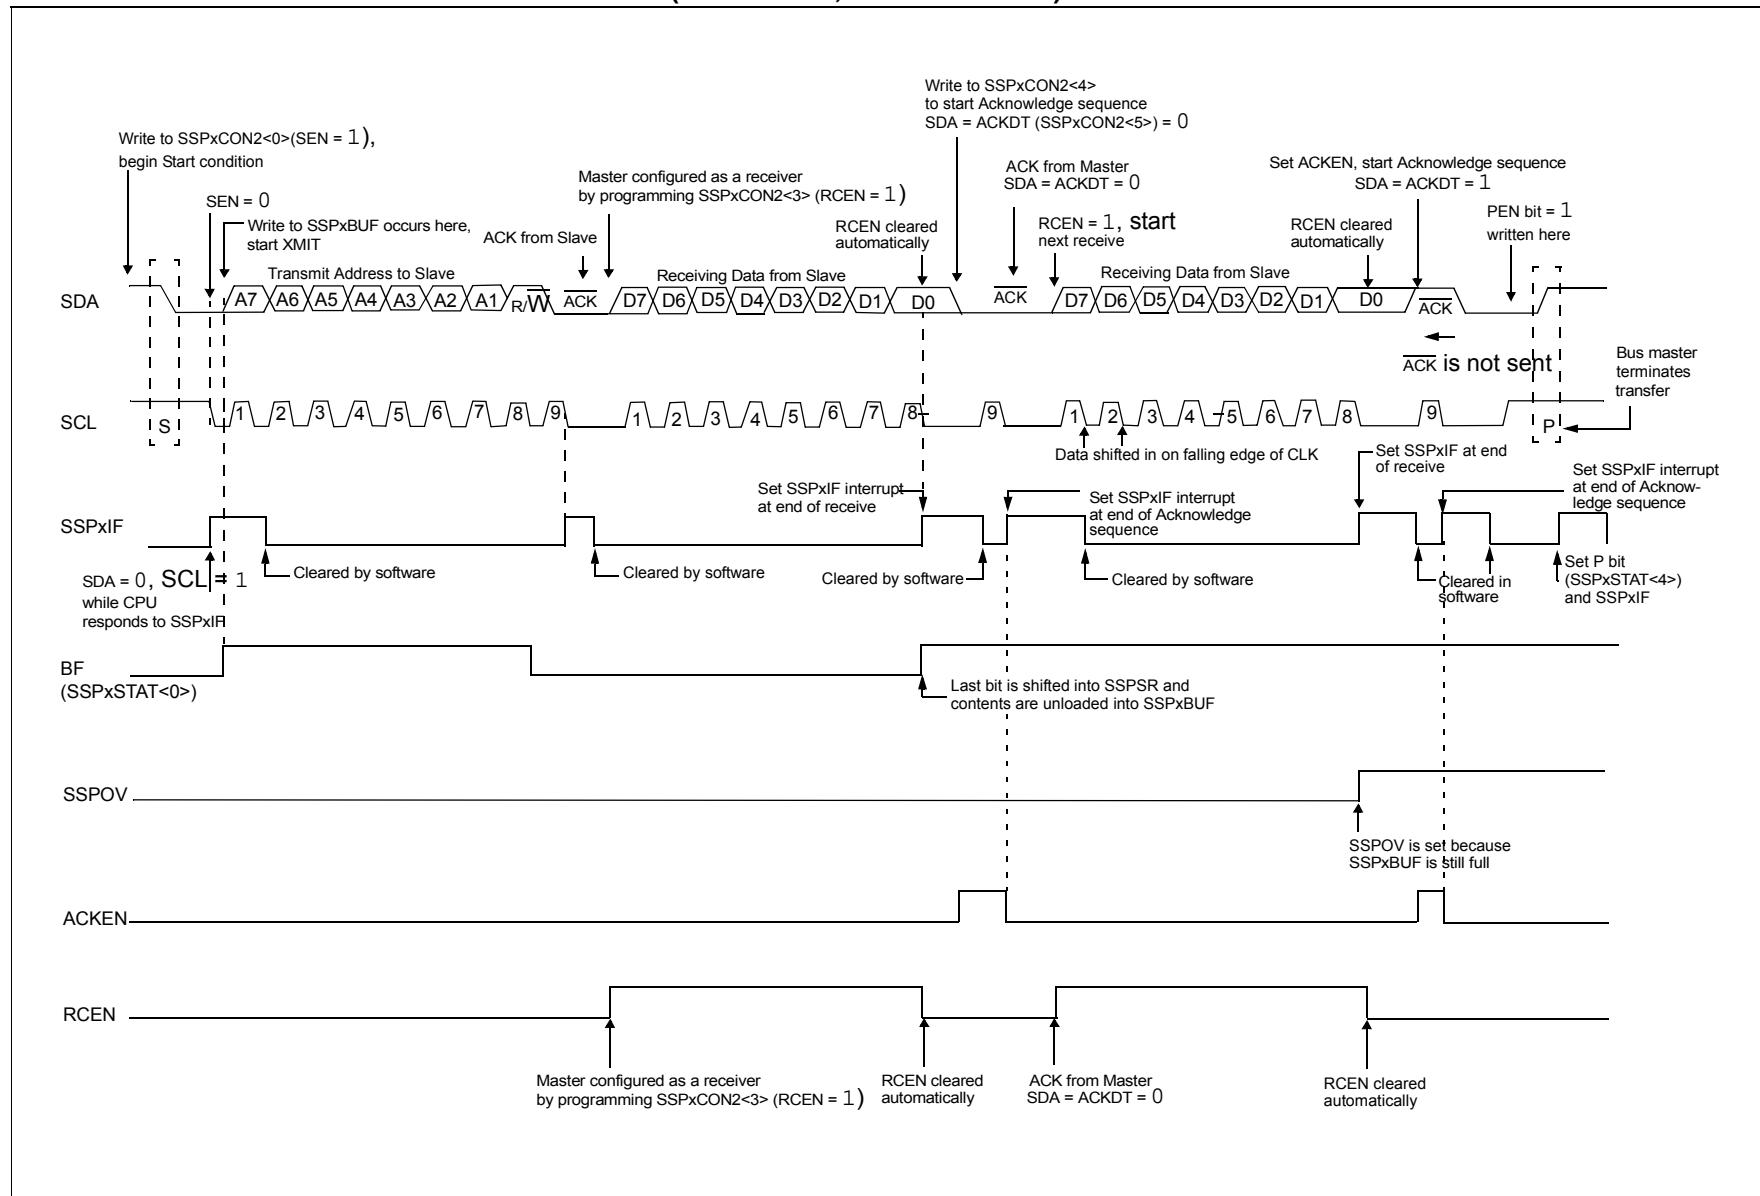 Write to SSPxCON2<4>
to start Acknowledge sequence
SDA = ACKDT (SSPxCON2<5>) = 0
Write to SSPxCON2<0>(SEN = 1),
begin Start condition
SEN = 0
Write to SSPxBUF occurs here,
start XMIT
ACK from Slave
Master configured as a receiver
by programming SSPxCON2<3> (RCEN = 1)
RCEN cleared
automatically
ACK from Master
SDA = ACKDT = 0
RCEN = 1, start
next receive
Set ACKEN, start Acknowledge sequence
SDA = ACKDT = 1
RCEN cleared
automatically
PEN bit = 1
written here
Transmit Address to Slave
Receiving Data from Slave
Receiving Data from Slave
SDA
A7 A6 A5 A4 A3 A2 A1 R/W ACK D7 D6 D5 D4 D3 D2 D1 D0 ACK D7 D6 D5 D4 D3 D2 D1 D0 ACK
ACK is not sent
Bus master
terminates
transfer
SCL
S 1 2 3 4 5 6 7 8 9 1 2 3 4 5 6 7 8 9 1 2 3 4 5 6 7 8 9 P
Data shifted in on falling edge of CLK
Set SSPxIF at end
of receive
Set SSPxIF interrupt
at end of receive
Set SSPxIF interrupt
at end of Acknowledge
sequence
Set SSPxIF interrupt
at end of Acknow-
ledge sequence
SSPxIF
SDA = 0, SCL = 1
while CPU
responds to SSPxIF
Cleared by software
Cleared by software
Cleared by software
Cleared by software
Cleared in
software
Set P bit
(SSPxSTAT<4>)
and SSPxIF
BF
(SSPxSTAT<0>)
Last bit is shifted into SSPSR and
contents are unloaded into SSPxBUF
SSPOV
SSPOV is set because
SSPxBUF is still full
ACKEN
RCEN
Master configured as a receiver
by programming SSPxCON2<3> (RCEN = 1)
RCEN cleared
automatically
ACK from Master
SDA = ACKDT = 0
RCEN cleared
automatically